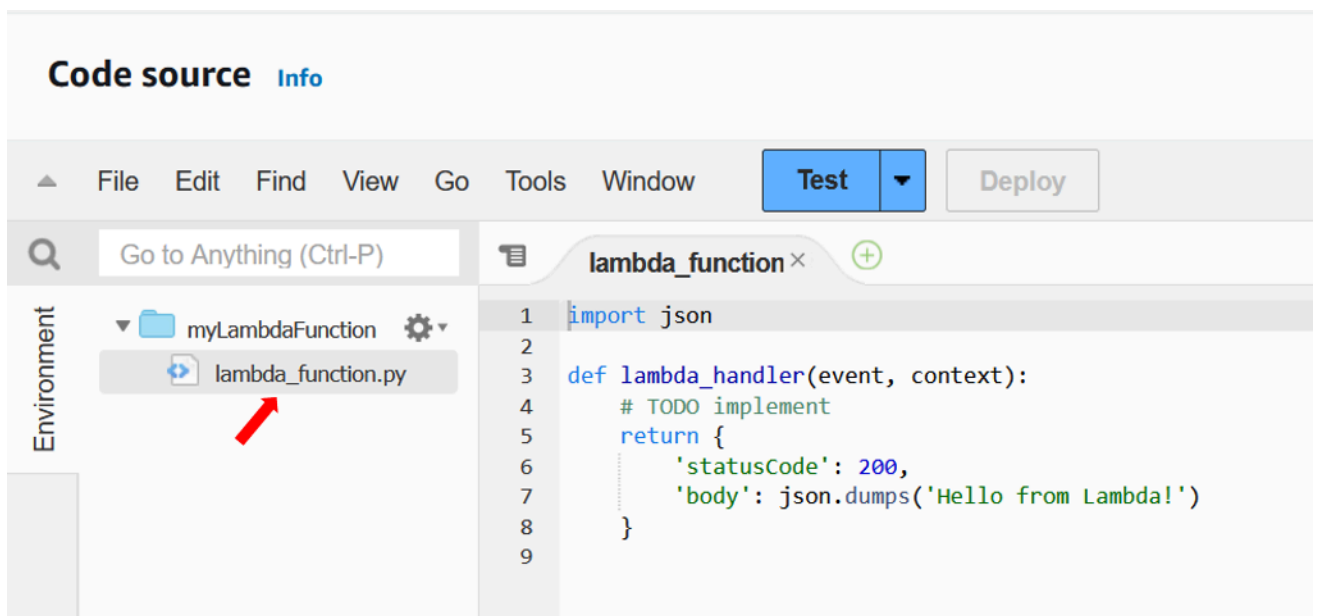 Code source Info
File Edit Find View Go Tools Window Test Deploy
Go to Anything (Ctrl-P)
lambda_function ×
Environment
myLambdaFunction
lambda_function.py
1 import json
2
3 def lambda_handler(event, context):
4     # TODO implement
5     return {
6         'statusCode': 200,
7         'body': json.dumps('Hello from Lambda!')
8     }
9